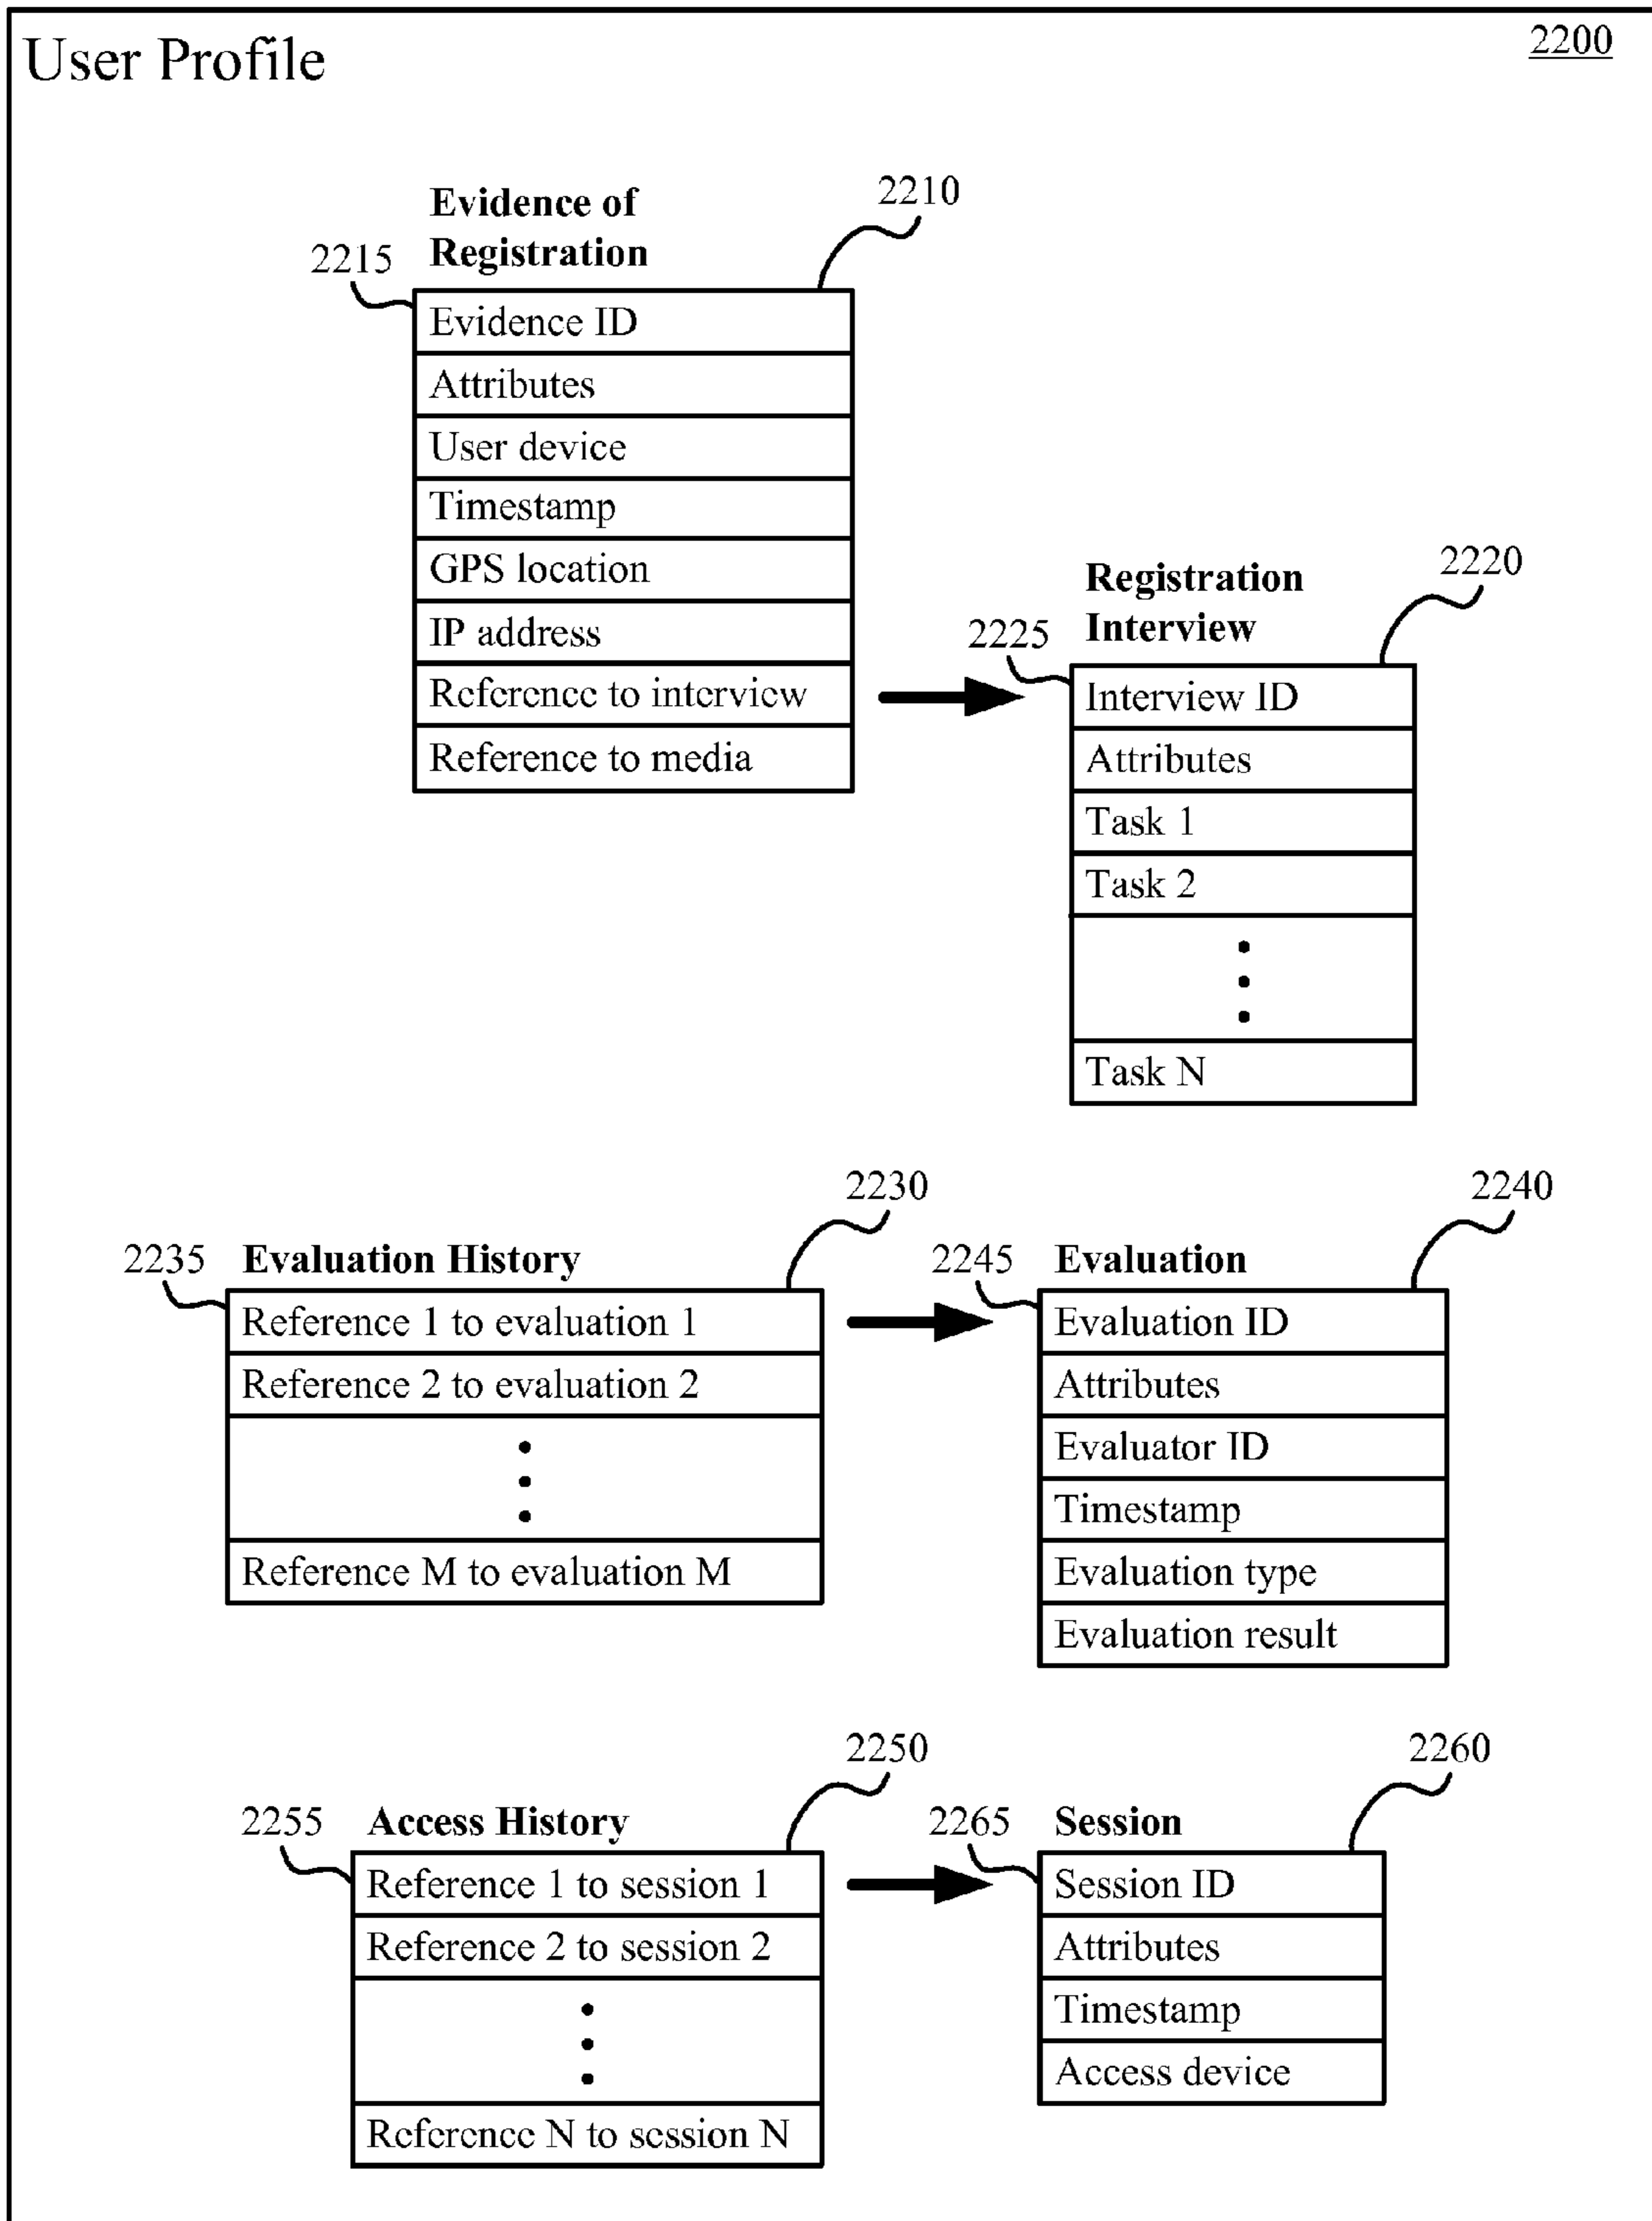 User Profile
2200
Evidence of
Registration
2210
2215
Evidence ID
Attributes
User device
Timestamp
GPS location
IP address
Reference to interview
Reference to media
Registration
Interview
2220
2225
Interview ID
Attributes
Task 1
Task 2
Task N
2230
2235
Evaluation History
Reference 1 to evaluation 1
Reference 2 to evaluation 2
Reference M to evaluation M
2240
2245
Evaluation
Evaluation ID
Attributes
Evaluator ID
Timestamp
Evaluation type
Evaluation result
2250
2255
Access History
Reference 1 to session 1
Reference 2 to session 2
Reference N to session N
2260
2265
Session
Session ID
Attributes
Timestamp
Access device